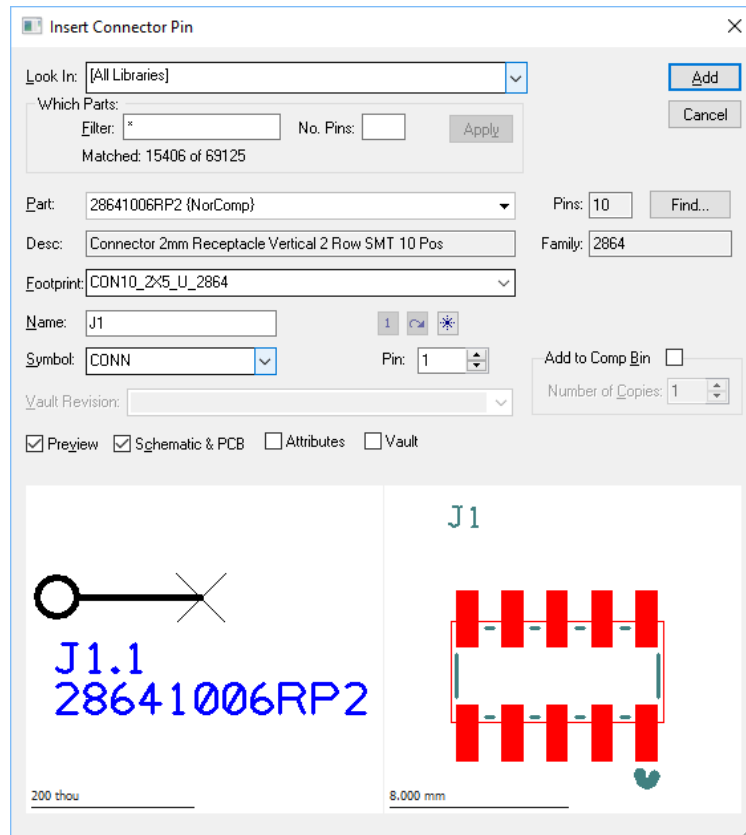 Insert Connector Pin
Look In: [All Libraries]
Add
Which Parts:
Cancel
Filter: * No. Pins: Apply
Matched: 15406 of 69125
Part: 28641006RP2 {NorComp} Pins: 10 Find...
Desc: Connector 2mm Receptacle Vertical 2 Row SMT 10 Pos Family: 2864
Footprint: CON10_2X5_U_2864
Name: J1 1
Symbol: CONN Pin: 1 Add to Comp Bin
Vault Revision: Number of Copies: 1
Preview Schematic & PCB Attributes Vault
J1
J1.1
28641006RP2
200 thou 8.000 mm